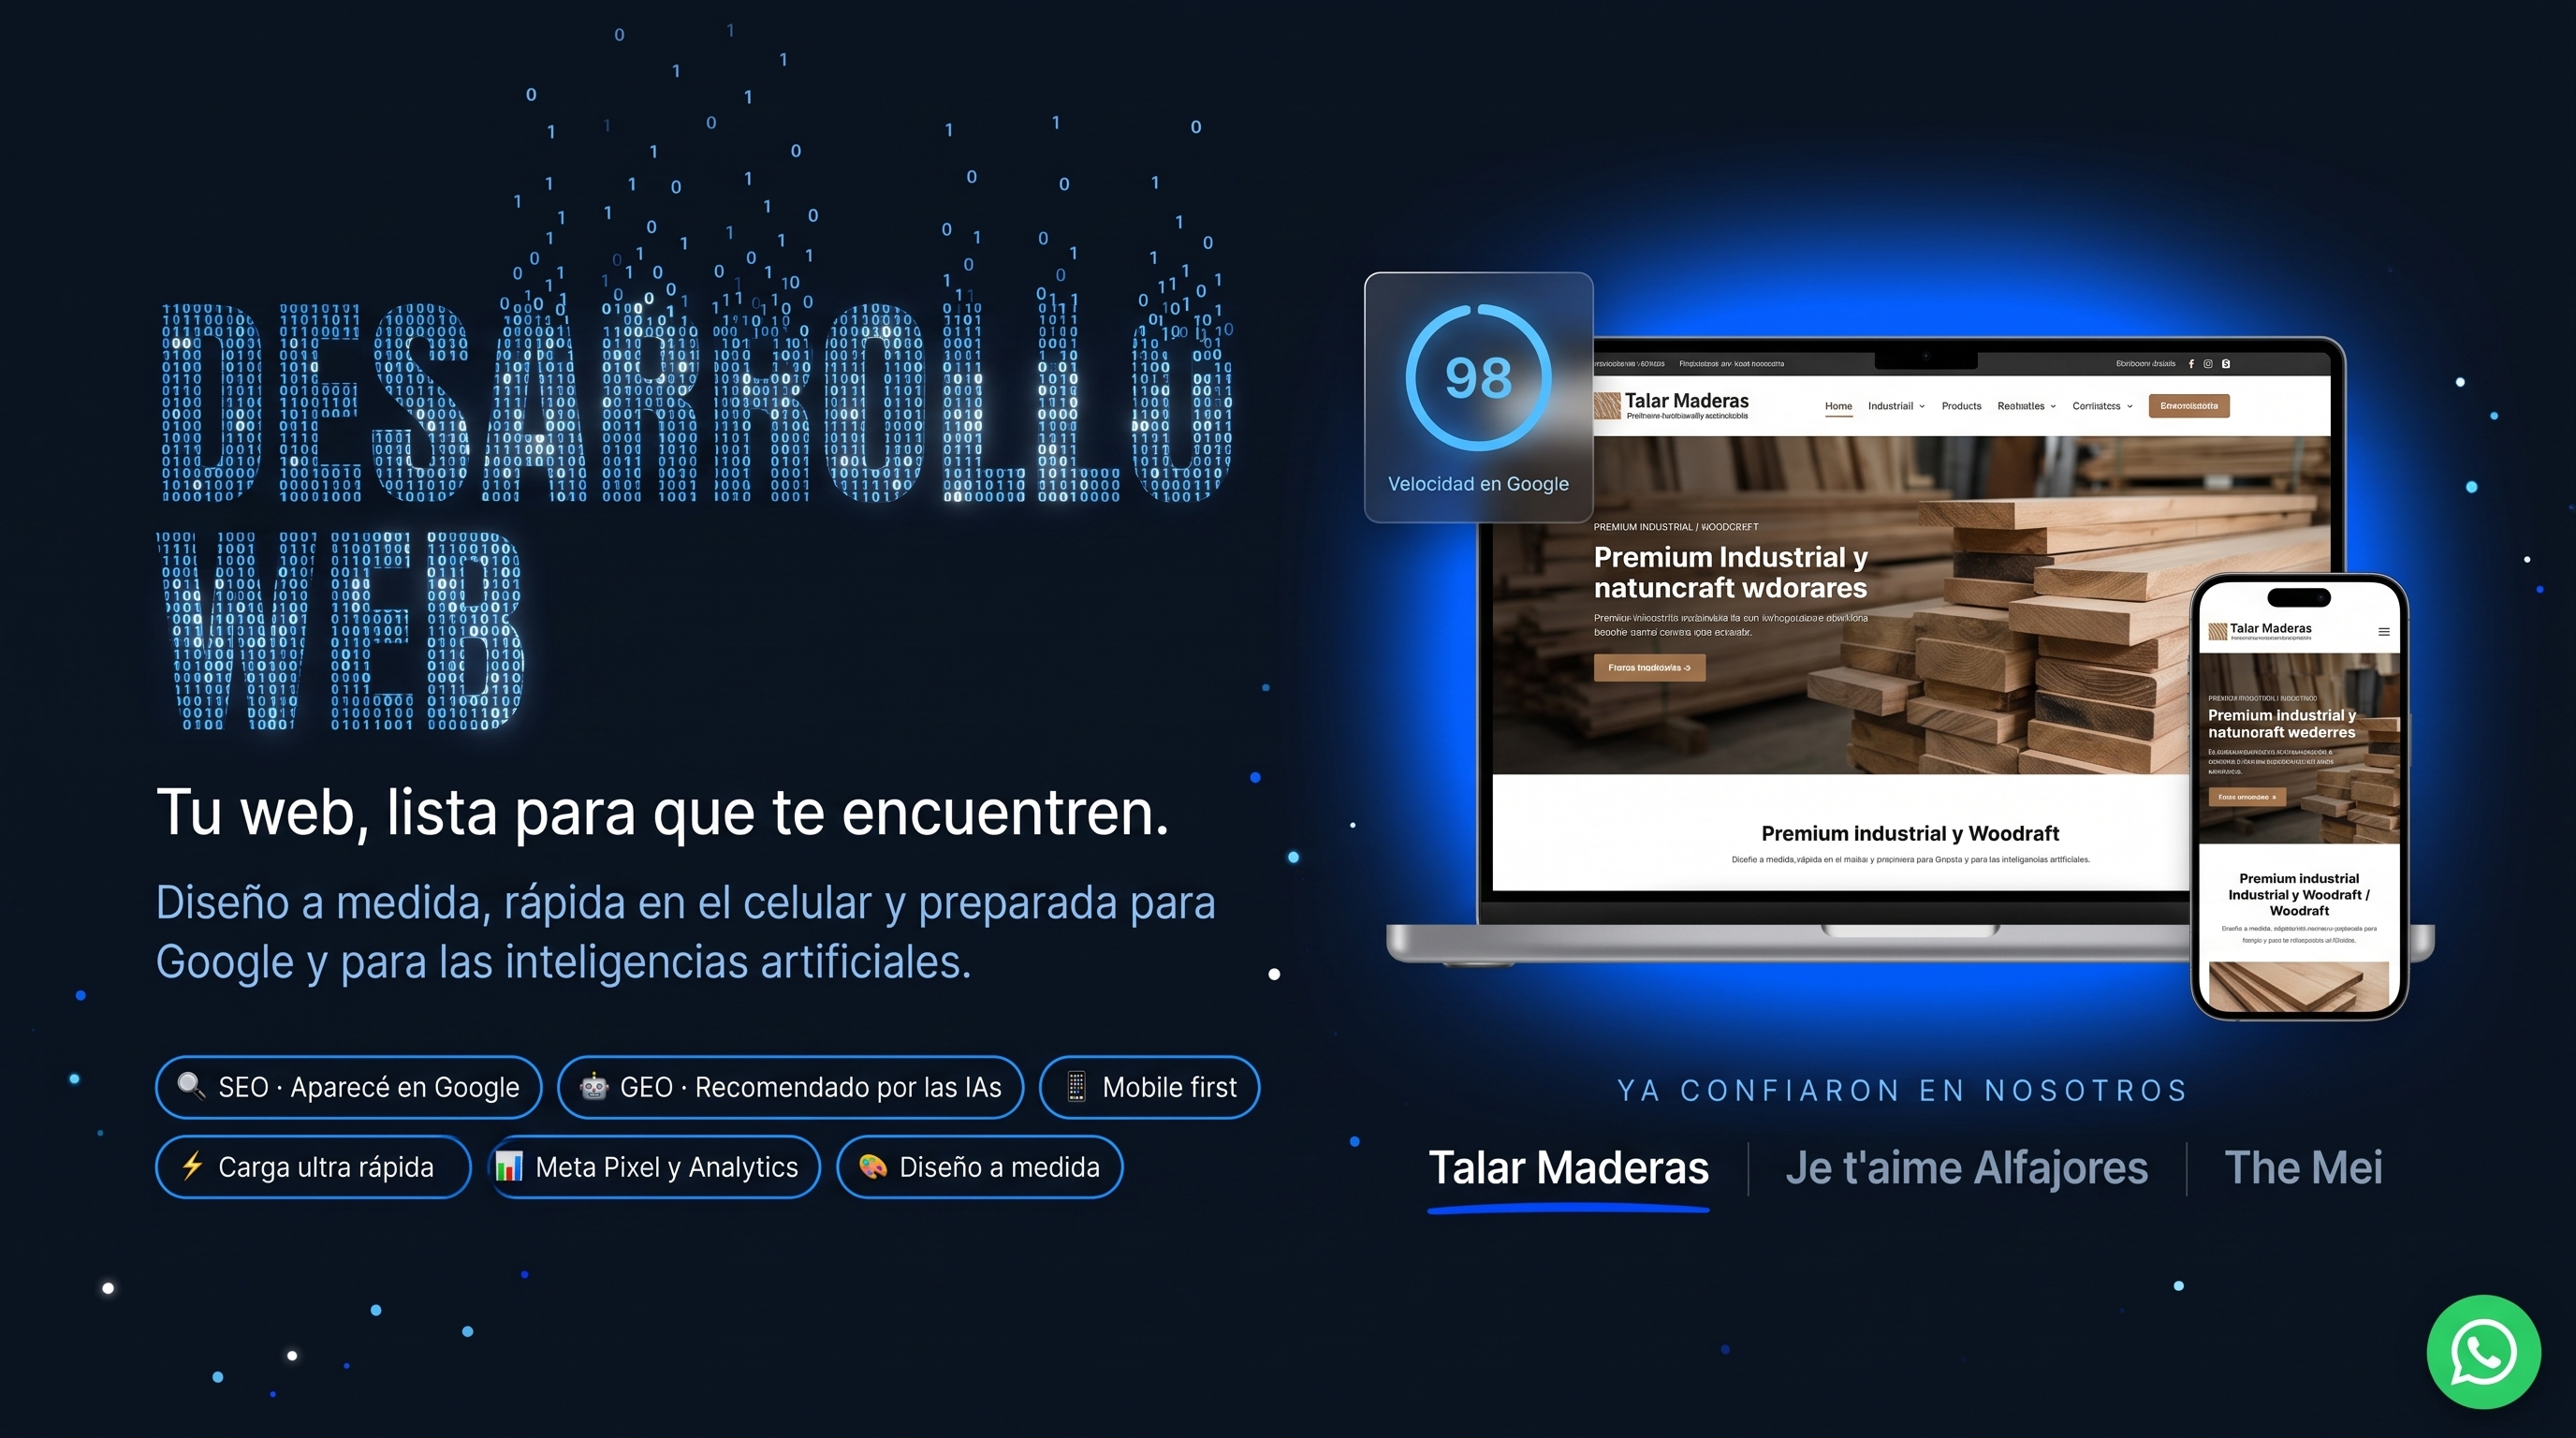 DESARROLLO
WEB
Tu web, lista para que te encuentren.
Diseño a medida, rápida en el celular y preparada para
Google y para las inteligencias artificiales.
🔍 SEO · Aparecé en Google
🤖 GEO · Recomendado por las IAs
📱 Mobile first
⚡ Carga ultra rápida
📊 Meta Pixel y Analytics
🎨 Diseño a medida
98
Velocidad en Google
Talar Maderas
Home Industriail Products
PREMIUM INDUSTRIAL / WOODCREFT
Premium Industrial y
natuncraft wdorares
Premium industrial y Woodraft
Talar Maderas
Premium industrial y
natunoraft wederres
Premium industrial
Industrial y Woodraft /
Woodraft
YA CONFIARON EN NOSOTROS
Talar Maderas | Je t'aime Alfajores | The Mei